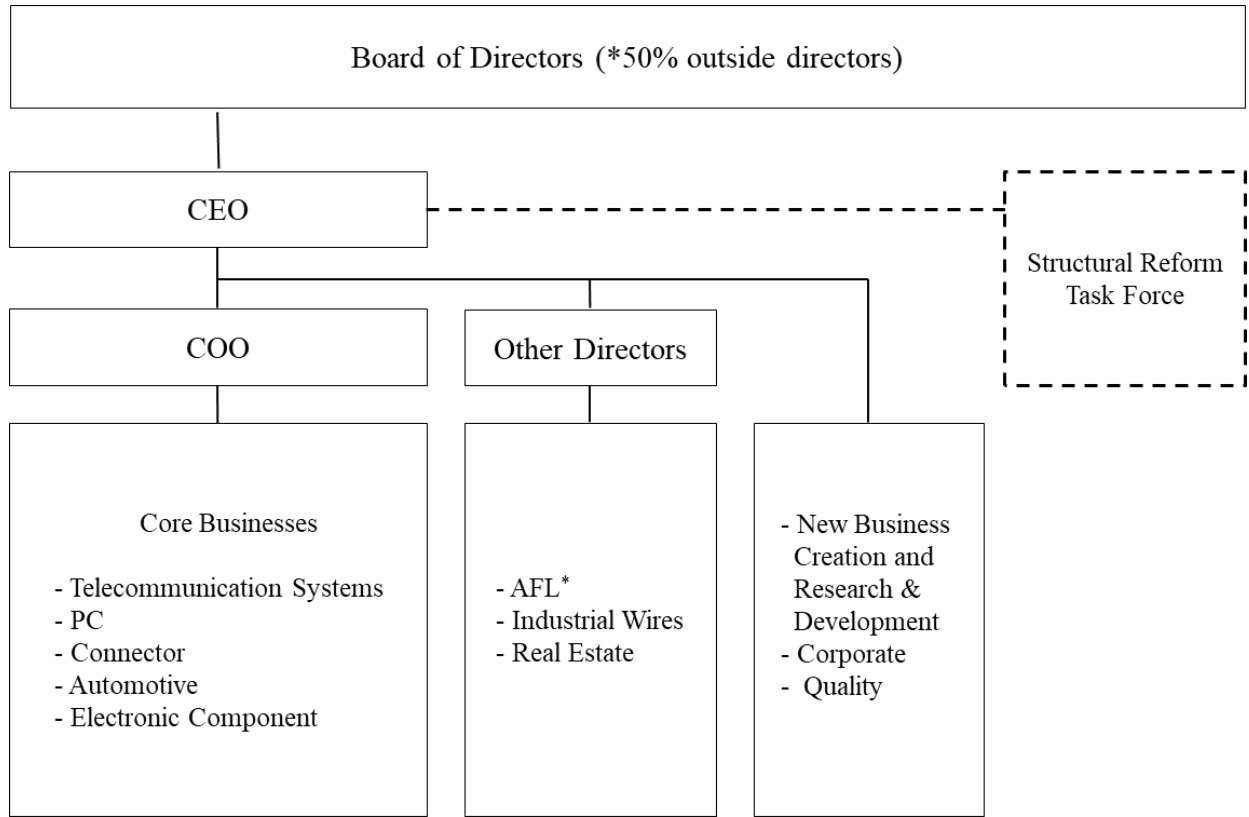 Board of Directors (*50% outside directors)
CEO
Structural Reform
Task Force
COO
Other Directors
Core Businesses
- Telecommunication Systems
- PC
- Connector
- Automotive
- Electronic Component
- AFL*
- Industrial Wires
- Real Estate
- New Business
Creation and
Research &
Development
- Corporate
- Quality